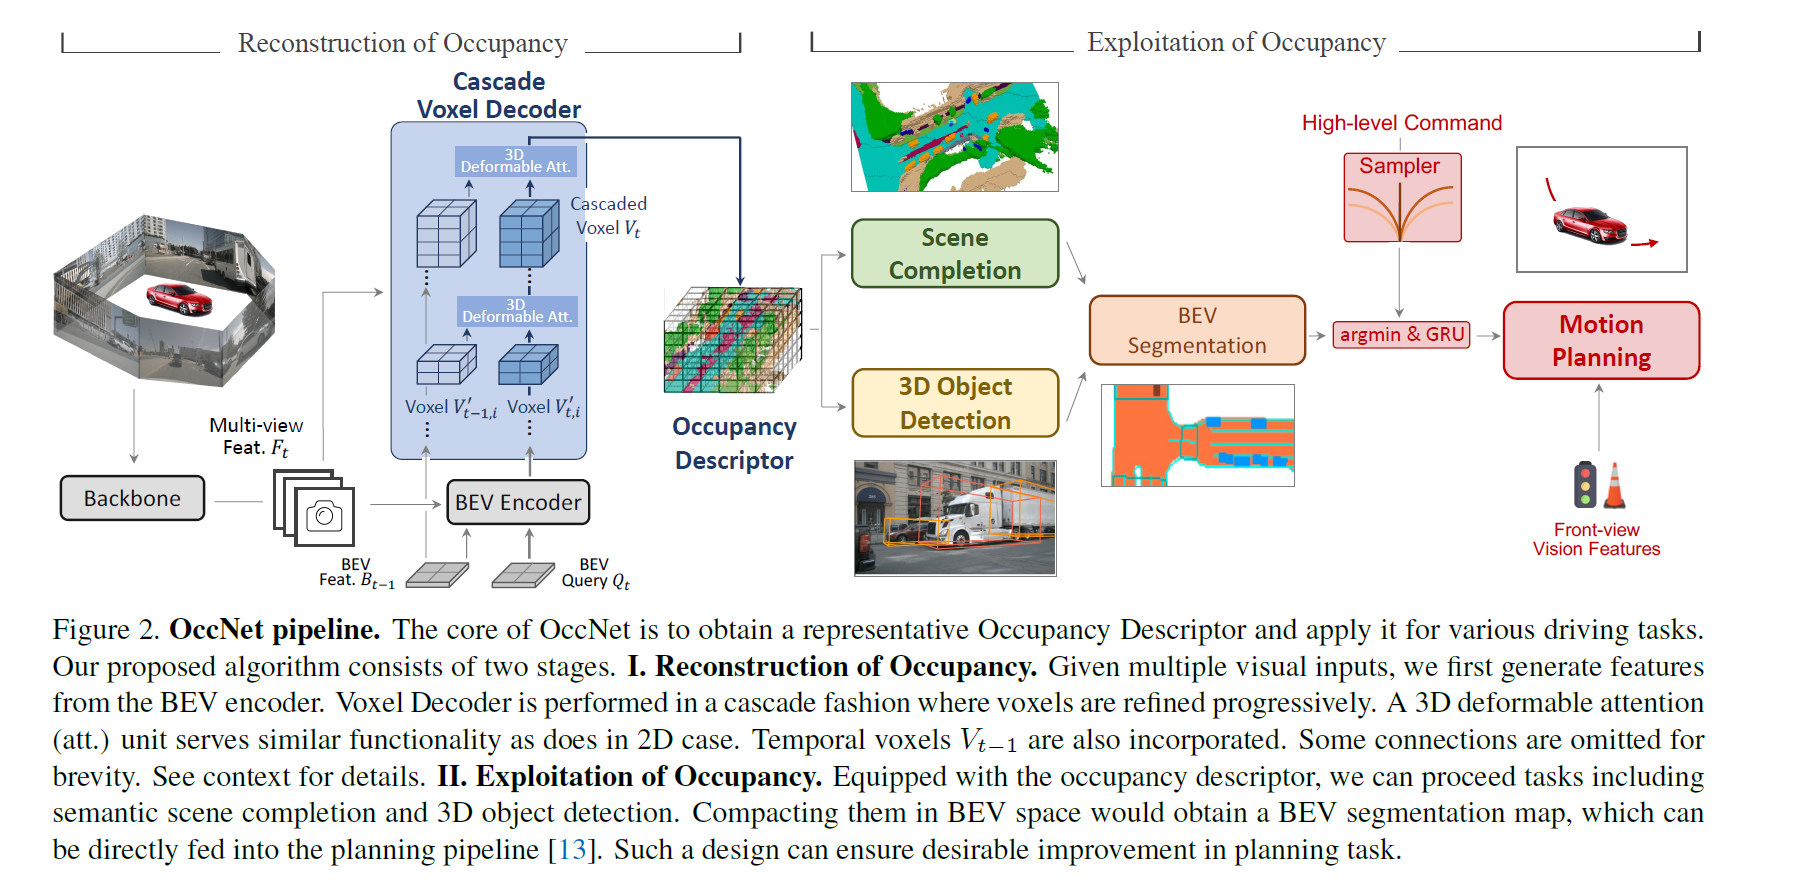 Reconstruction of Occupancy
Exploitation of Occupancy
Cascade
Voxel Decoder
3D
Deformable Att.
Cascaded
Voxel V_t
3D
Deformable Att.
Voxel V′_{t−1,i}
Voxel V′_{t,i}
Multi-view
Feat. F_t
Backbone
BEV Encoder
BEV
Feat. B_{t−1}
BEV
Query Q_t
Occupancy
Descriptor
Scene
Completion
3D Object
Detection
BEV
Segmentation
High-level Command
Sampler
argmin & GRU
Motion
Planning
Front-view
Vision Features
Figure 2. OccNet pipeline. The core of OccNet is to obtain a representative Occupancy Descriptor and apply it for various driving tasks.
Our proposed algorithm consists of two stages. I. Reconstruction of Occupancy. Given multiple visual inputs, we first generate features
from the BEV encoder. Voxel Decoder is performed in a cascade fashion where voxels are refined progressively. A 3D deformable attention
(att.) unit serves similar functionality as does in 2D case. Temporal voxels V_{t−1} are also incorporated. Some connections are omitted for
brevity. See context for details. II. Exploitation of Occupancy. Equipped with the occupancy descriptor, we can proceed tasks including
semantic scene completion and 3D object detection. Compacting them in BEV space would obtain a BEV segmentation map, which can
be directly fed into the planning pipeline [13]. Such a design can ensure desirable improvement in planning task.